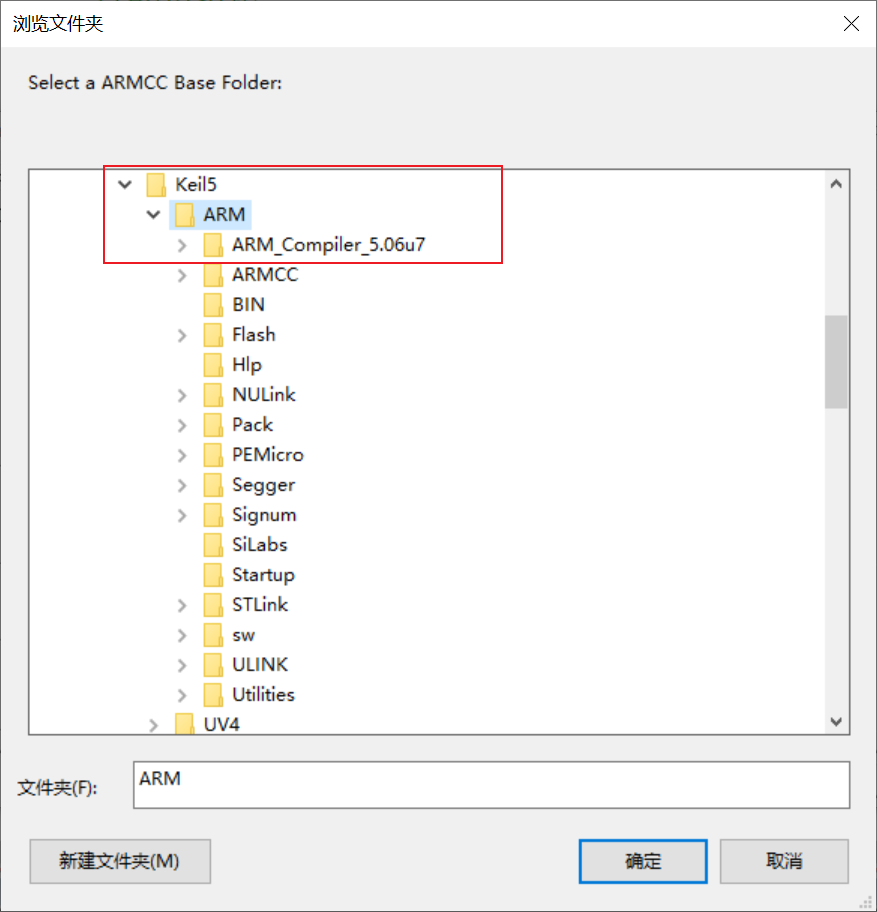 浏览文件夹
Select a ARMCC Base Folder:
Keil5
ARM
ARM_Compiler_5.06u7
ARMCC
BIN
Flash
Hlp
NULink
Pack
PEMicro
Segger
Signum
SiLabs
Startup
STLink
sw
ULINK
Utilities
UV4
文件夹(F): ARM
新建文件夹(M) 确定 取消